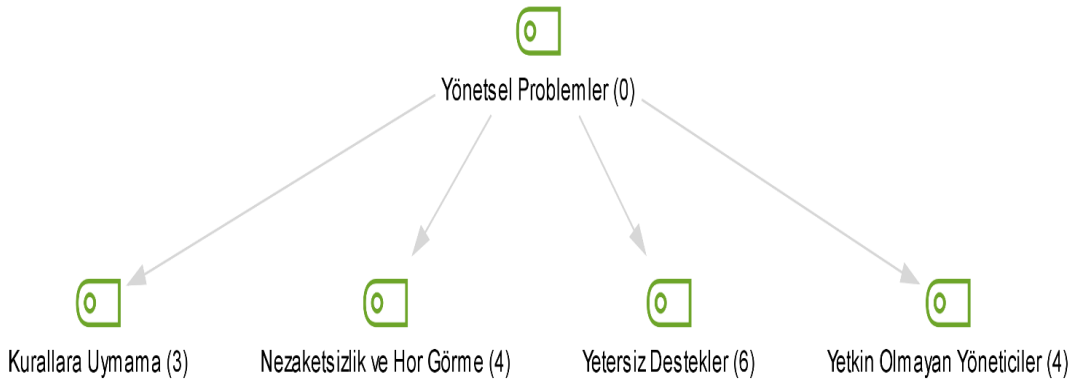 Yönetsel Problemler (0)
Kurallara Uymama (3)
Nezaketsizlik ve Hor Görme (4)
Yetersiz Destekler (6)
Yetkin Olmayan Yöneticiler (4)